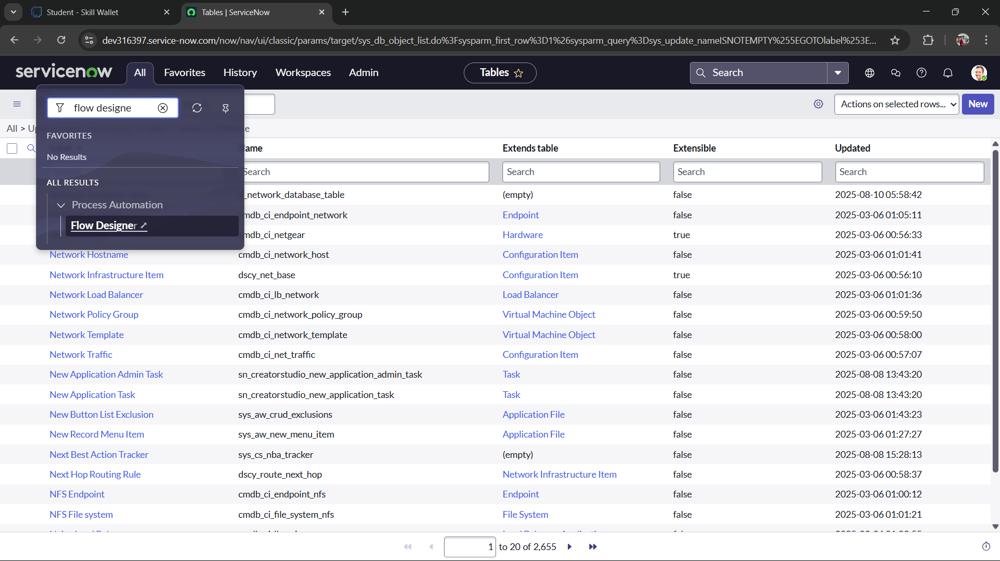 Student - Skill Wallet
Tables | ServiceNow
dev316397.service-now.com/now/nav/ui/classic/params/target/sys_db_object_list.do%3Fsysparm_first_row%3D1%26sysparm_query%3Dsys_update_nameISNOTEMPTY%255EGOTOlabel%253E...
servicenow
All
Favorites
History
Workspaces
Admin
Tables
Search
flow designe
Actions on selected rows...
New
All > Up
FAVORITES
No Results
ALL RESULTS
Process Automation
Flow Designer
ame Extends table Extensible Updated
Search Search Search Search
_network_database_table (empty) false 2025-08-10 05:58:42
mdb_ci_endpoint_network Endpoint false 2025-03-06 01:05:11
mdb_ci_netgear Hardware true 2025-03-06 00:56:33
Network Hostname cmdb_ci_network_host Configuration Item false 2025-03-06 01:01:41
Network Infrastructure Item dscy_net_base Configuration Item true 2025-03-06 00:56:10
Network Load Balancer cmdb_ci_lb_network Load Balancer false 2025-03-06 01:01:36
Network Policy Group cmdb_ci_network_policy_group Virtual Machine Object false 2025-03-06 00:59:50
Network Template cmdb_ci_network_template Virtual Machine Object false 2025-03-06 00:58:00
Network Traffic cmdb_ci_net_traffic Configuration Item false 2025-03-06 00:57:07
New Application Admin Task sn_creatorstudio_new_application_admin_task Task false 2025-08-08 13:43:20
New Application Task sn_creatorstudio_new_application_task Task false 2025-08-08 13:43:20
New Button List Exclusion sys_aw_crud_exclusions Application File false 2025-03-06 01:43:23
New Record Menu Item sys_aw_new_menu_item Application File false 2025-03-06 01:27:27
Next Best Action Tracker sys_cs_nba_tracker (empty) false 2025-08-08 15:28:13
Next Hop Routing Rule dscy_route_next_hop Network Infrastructure Item false 2025-03-06 00:58:37
NFS Endpoint cmdb_ci_endpoint_nfs Endpoint false 2025-03-06 01:00:12
NFS File system cmdb_ci_file_system_nfs File System false 2025-03-06 01:01:21
1 to 20 of 2,655